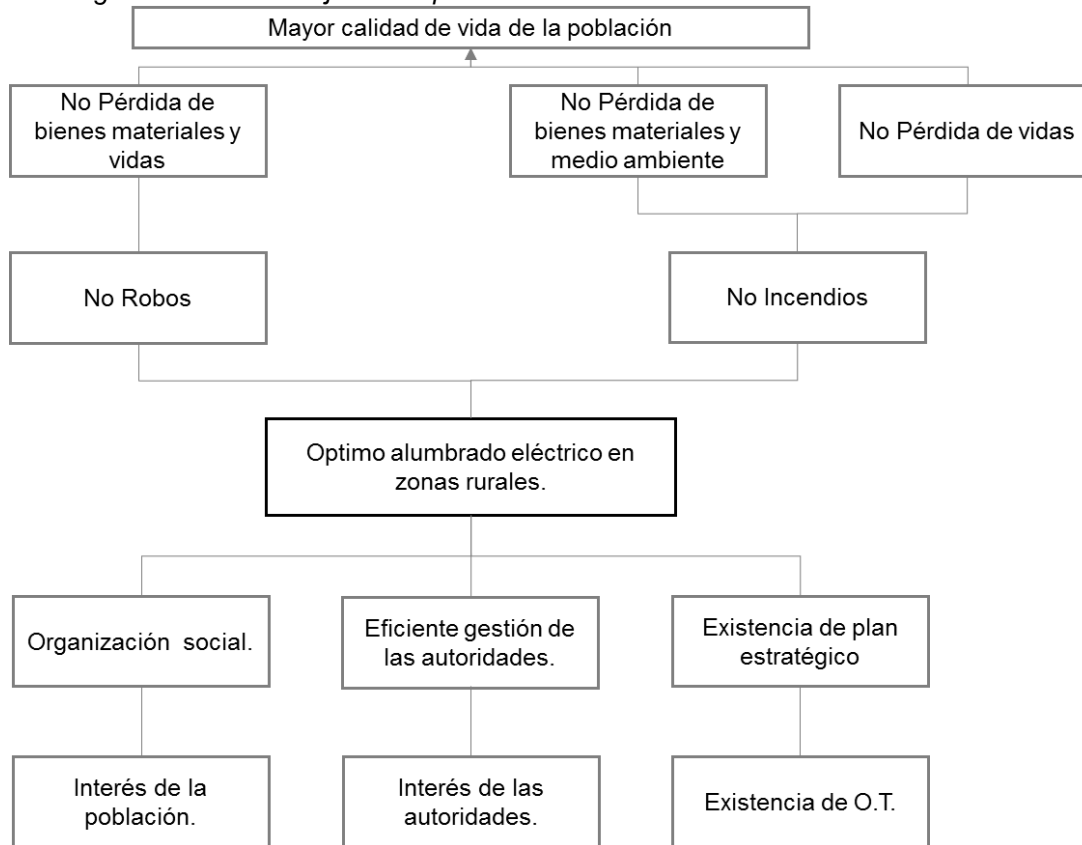 Mayor calidad de vida de la población
No Pérdida de
bienes materiales y
vidas
No Pérdida de
bienes materiales y
medio ambiente
No Pérdida de vidas
No Robos
No Incendios
Optimo alumbrado eléctrico en
zonas rurales.
Organización social.
Eficiente gestión de
las autoridades.
Existencia de plan
estratégico
Interés de la
población.
Interés de las
autoridades.
Existencia de O.T.